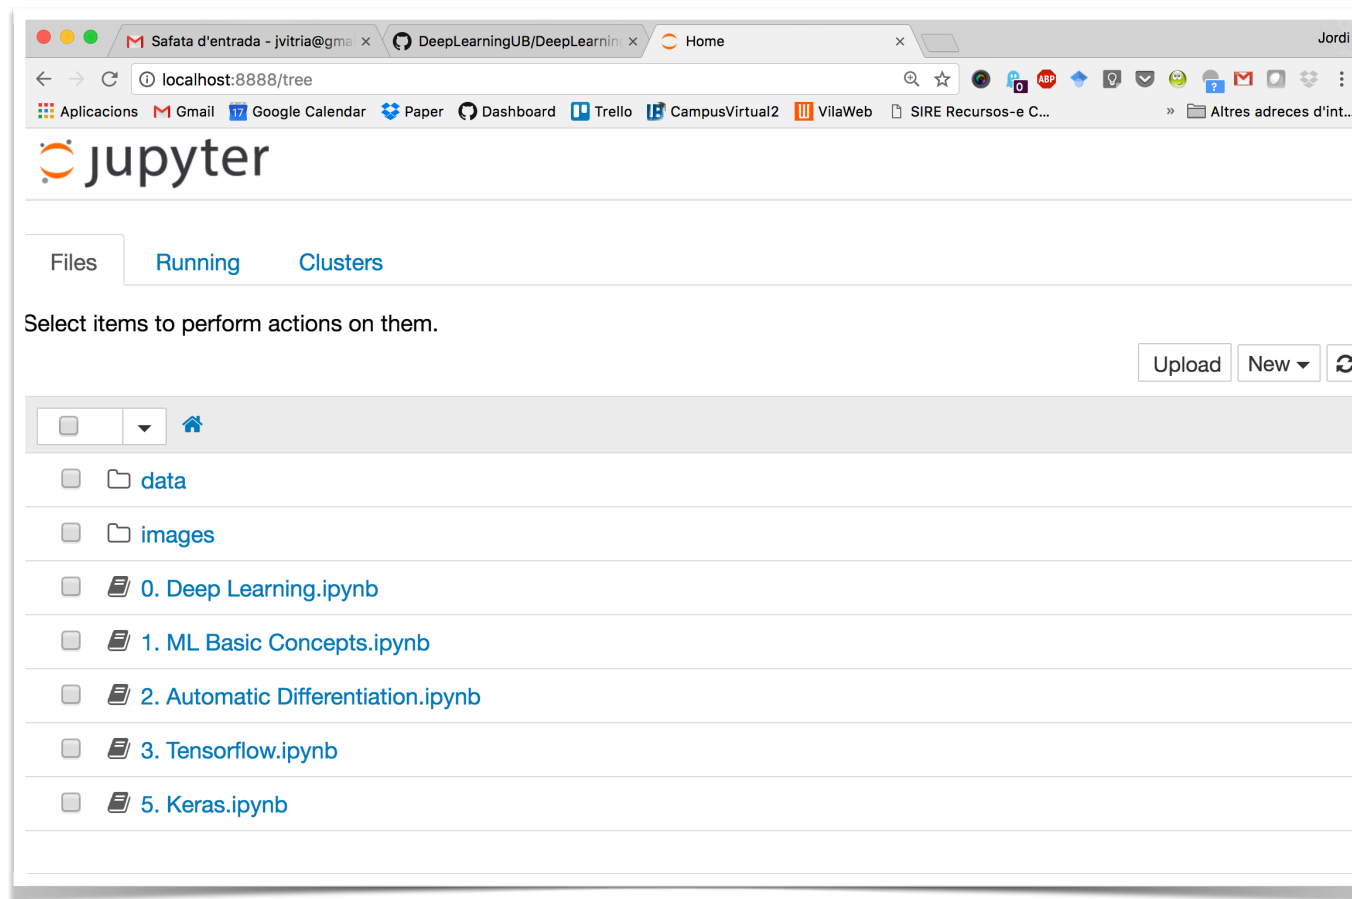 Safata d'entrada - jvitria@gma × DeepLearningUB/DeepLearnin × Home × Jordi
localhost:8888/tree ABP 0 ?
Aplicacions Gmail 17 Google Calendar Paper Dashboard Trello CampusVirtual2 VilaWeb SIRE Recursos-e C... » Altres adreces d'int...
jupyter
Files Running Clusters
Select items to perform actions on them.
Upload New
data
images
0. Deep Learning.ipynb
1. ML Basic Concepts.ipynb
2. Automatic Differentiation.ipynb
3. Tensorflow.ipynb
5. Keras.ipynb